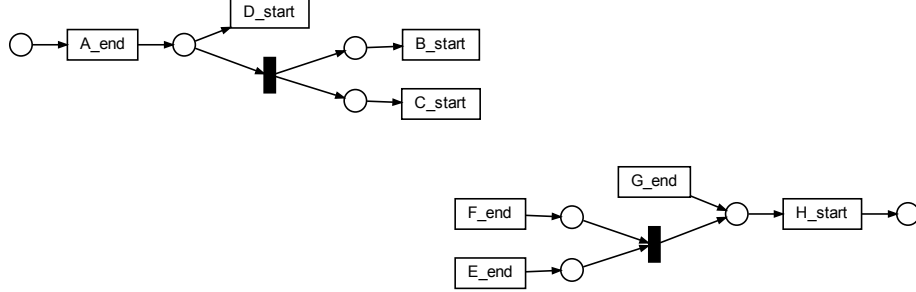 D_start
A_end
B_start
C_start
G_end
F_end
H_start
E_end